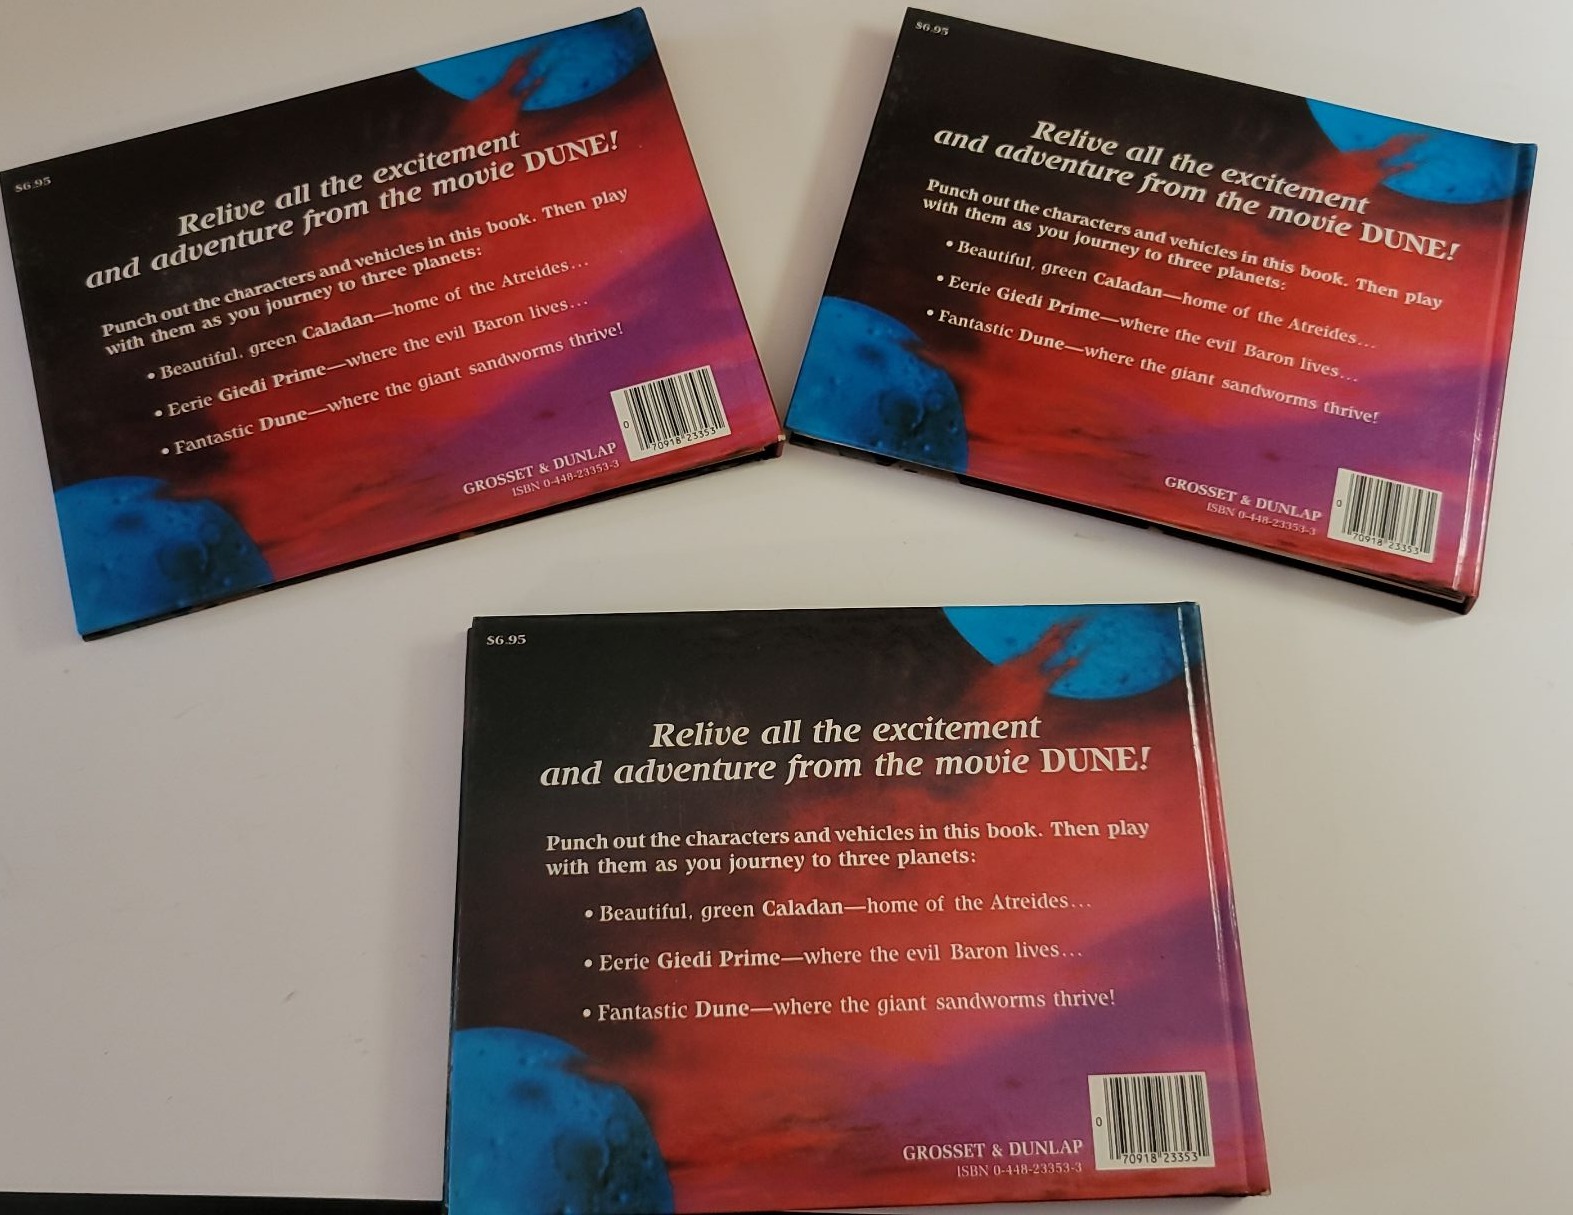 $6.95
Relive all the excitement
and adventure from the movie DUNE!
Punch out the characters and vehicles in this book. Then play
with them as you journey to three planets:
• Beautiful, green Caladan—home of the Atreides...
• Eerie Giedi Prime—where the evil Baron lives...
• Fantastic Dune—where the giant sandworms thrive!
GROSSET & DUNLAP
ISBN 0-448-23353-3
0
70918 23353
$6.95
Relive all the excitement
and adventure from the movie DUNE!
Punch out the characters and vehicles in this book. Then play
with them as you journey to three planets:
• Beautiful, green Caladan—home of the Atreides...
• Eerie Giedi Prime—where the evil Baron lives...
• Fantastic Dune—where the giant sandworms thrive!
GROSSET & DUNLAP
ISBN 0-448-23353-3
0
70918 23353
$6.95
Relive all the excitement
and adventure from the movie DUNE!
Punch out the characters and vehicles in this book. Then play
with them as you journey to three planets:
• Beautiful, green Caladan—home of the Atreides...
• Eerie Giedi Prime—where the evil Baron lives...
• Fantastic Dune—where the giant sandworms thrive!
GROSSET & DUNLAP
ISBN 0-448-23353-3
0
70918 23353